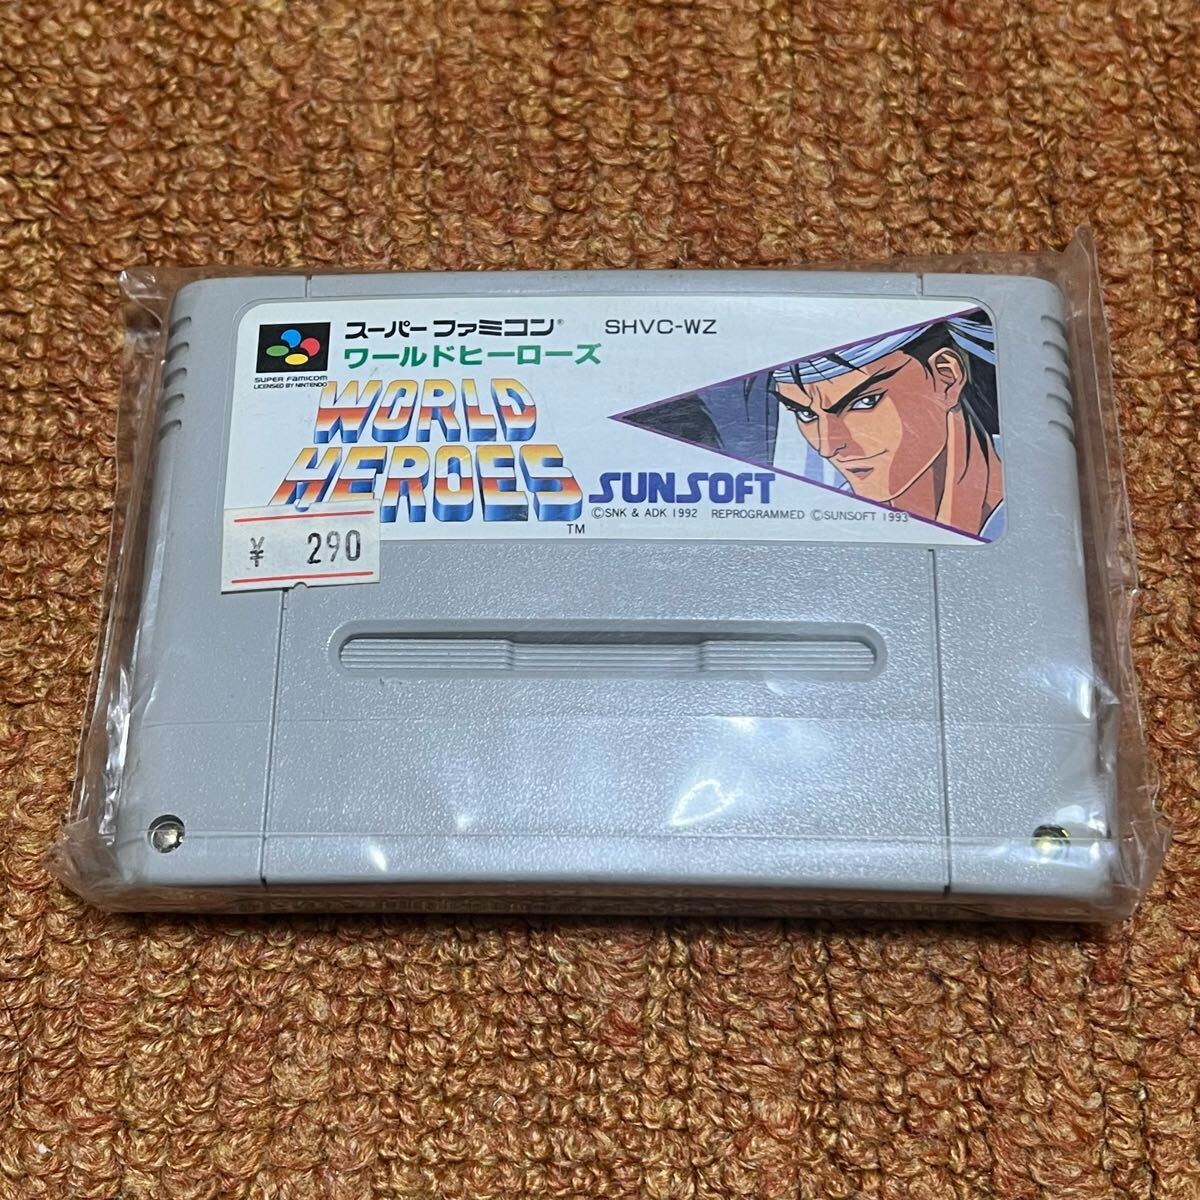 スーパーファミコン® SHVC-WZ
ワールドヒーローズ
SUPER FAMICOM
LICENSED BY NINTENDO
WORLD
HEROES
TM
SUNSOFT
©SNK & ADK 1992 REPROGRAMMED ©SUNSOFT 1993
¥ 290